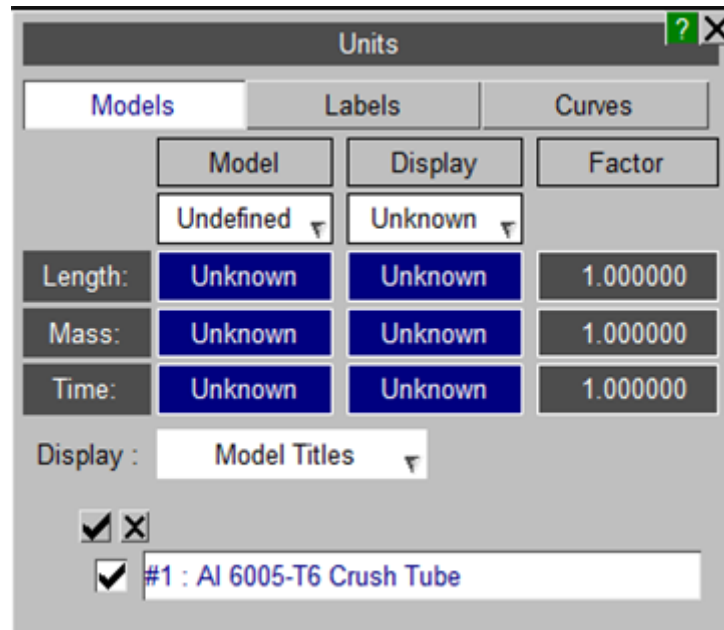 Units
?
Models Labels Curves
Model Display Factor
Undefined Unknown
Length: Unknown Unknown 1.000000
Mass: Unknown Unknown 1.000000
Time: Unknown Unknown 1.000000
Display : Model Titles
#1 : Al 6005-T6 Crush Tube